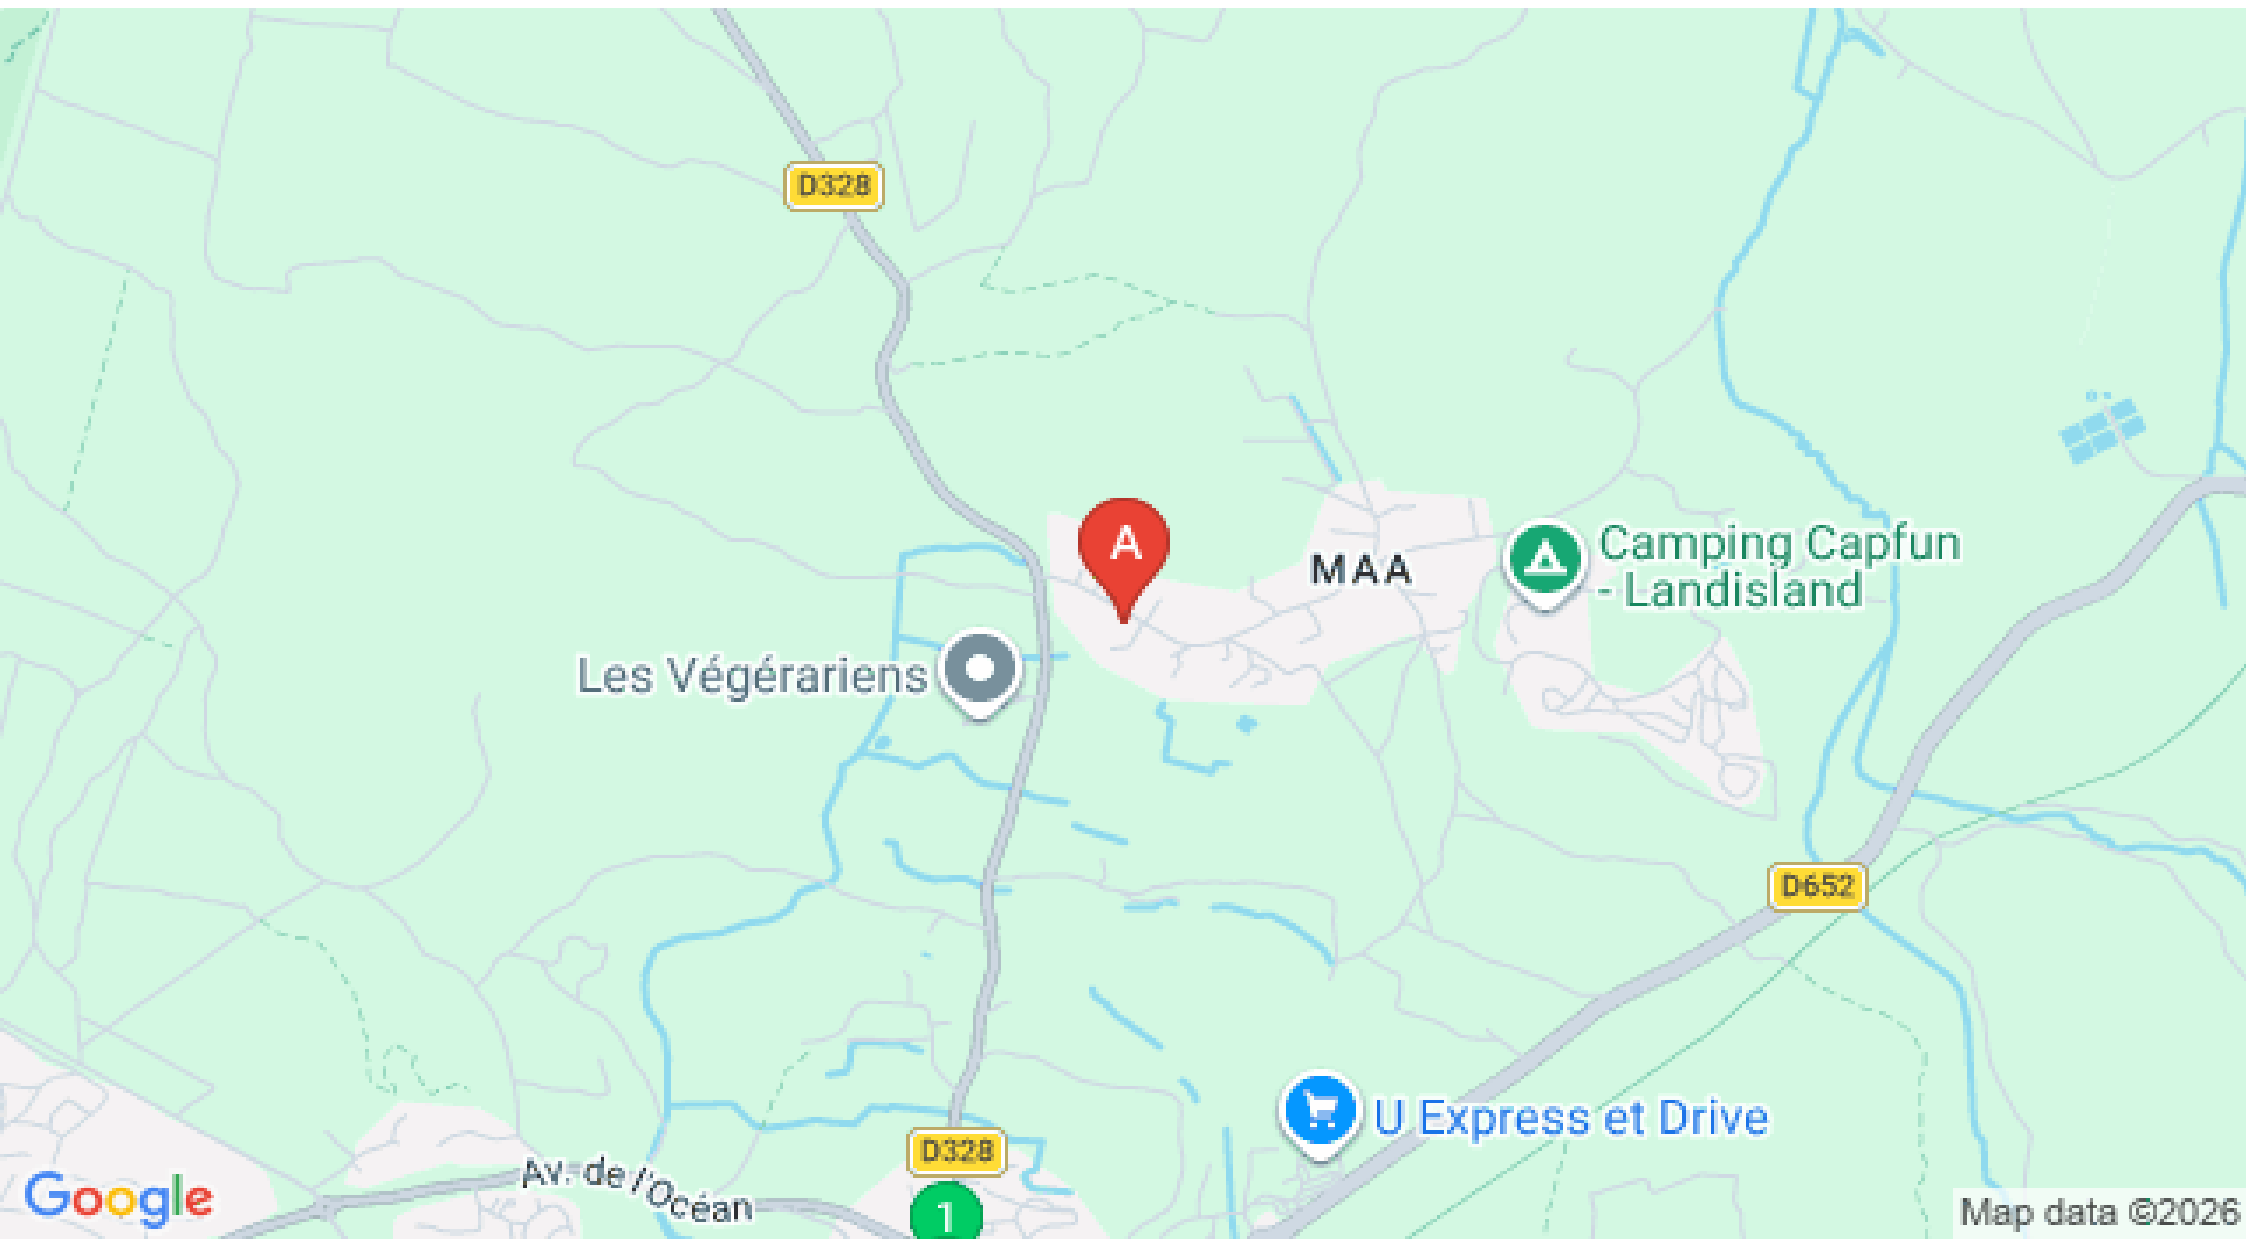 D328
A
MAA
Camping Capfun
- Landisland
Les Végérariens
D652
U Express et Drive
D328
Av. de l'Océan
1
Google
Map data ©2026